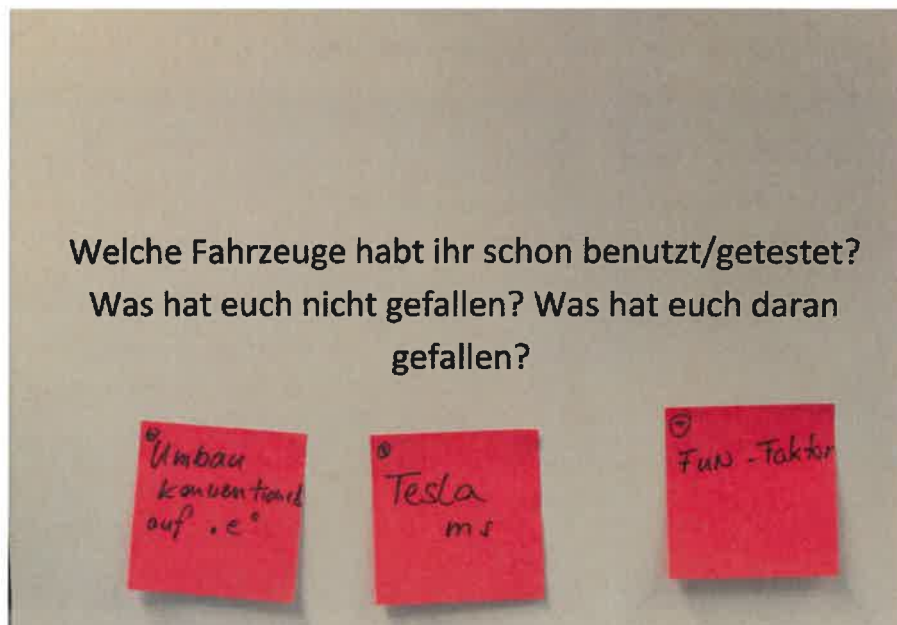 Welche Fahrzeuge habt ihr schon benutzt/getestet?
Was hat euch nicht gefallen? Was hat euch daran
gefallen?
Umbau
konventionell
auf "e"
Tesla
ms
Fun-Faktor